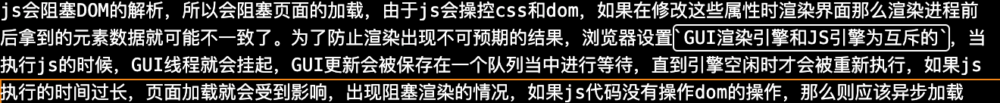 js会阻塞DOM的解析，所以会阻塞页面的加载，由于js会操控css和dom，如果在修改这些属性时渲染界面那么渲染进程前
后拿到的元素数据就可能不一致了。为了防止渲染出现不可预期的结果，浏览器设置`GUI渲染引擎和JS引擎为互斥的`，当
执行js的时候，GUI线程就会挂起，GUI更新会被保存在一个队列当中进行等待，直到引擎空闲时才会被重新执行，如果js
执行的时间过长，页面加载就会受到影响，出现阻塞渲染的情况，如果js代码没有操作dom的操作，那么则应该异步加载